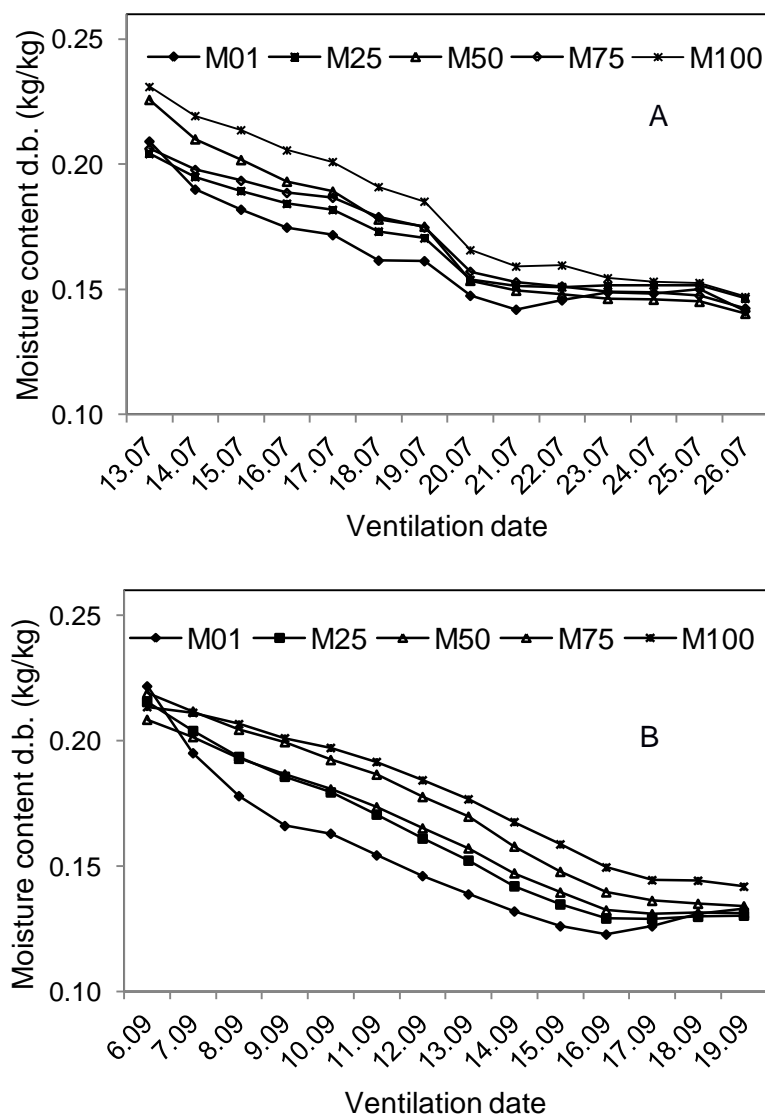 0.25
M01 M25 M50 M75 M100
A
0.20
0.15
0.10
Moisture content d.b. (kg/kg)
13.07 14.07 15.07 16.07 17.07 18.07 19.07 20.07 21.07 22.07 23.07 24.07 25.07 26.07
Ventilation date
0.25
M01 M25 M50 M75 M100
B
0.20
0.15
0.10
Moisture content d.b. (kg/kg)
6.09 7.09 8.09 9.09 10.09 11.09 12.09 13.09 14.09 15.09 16.09 17.09 18.09 19.09
Ventilation date